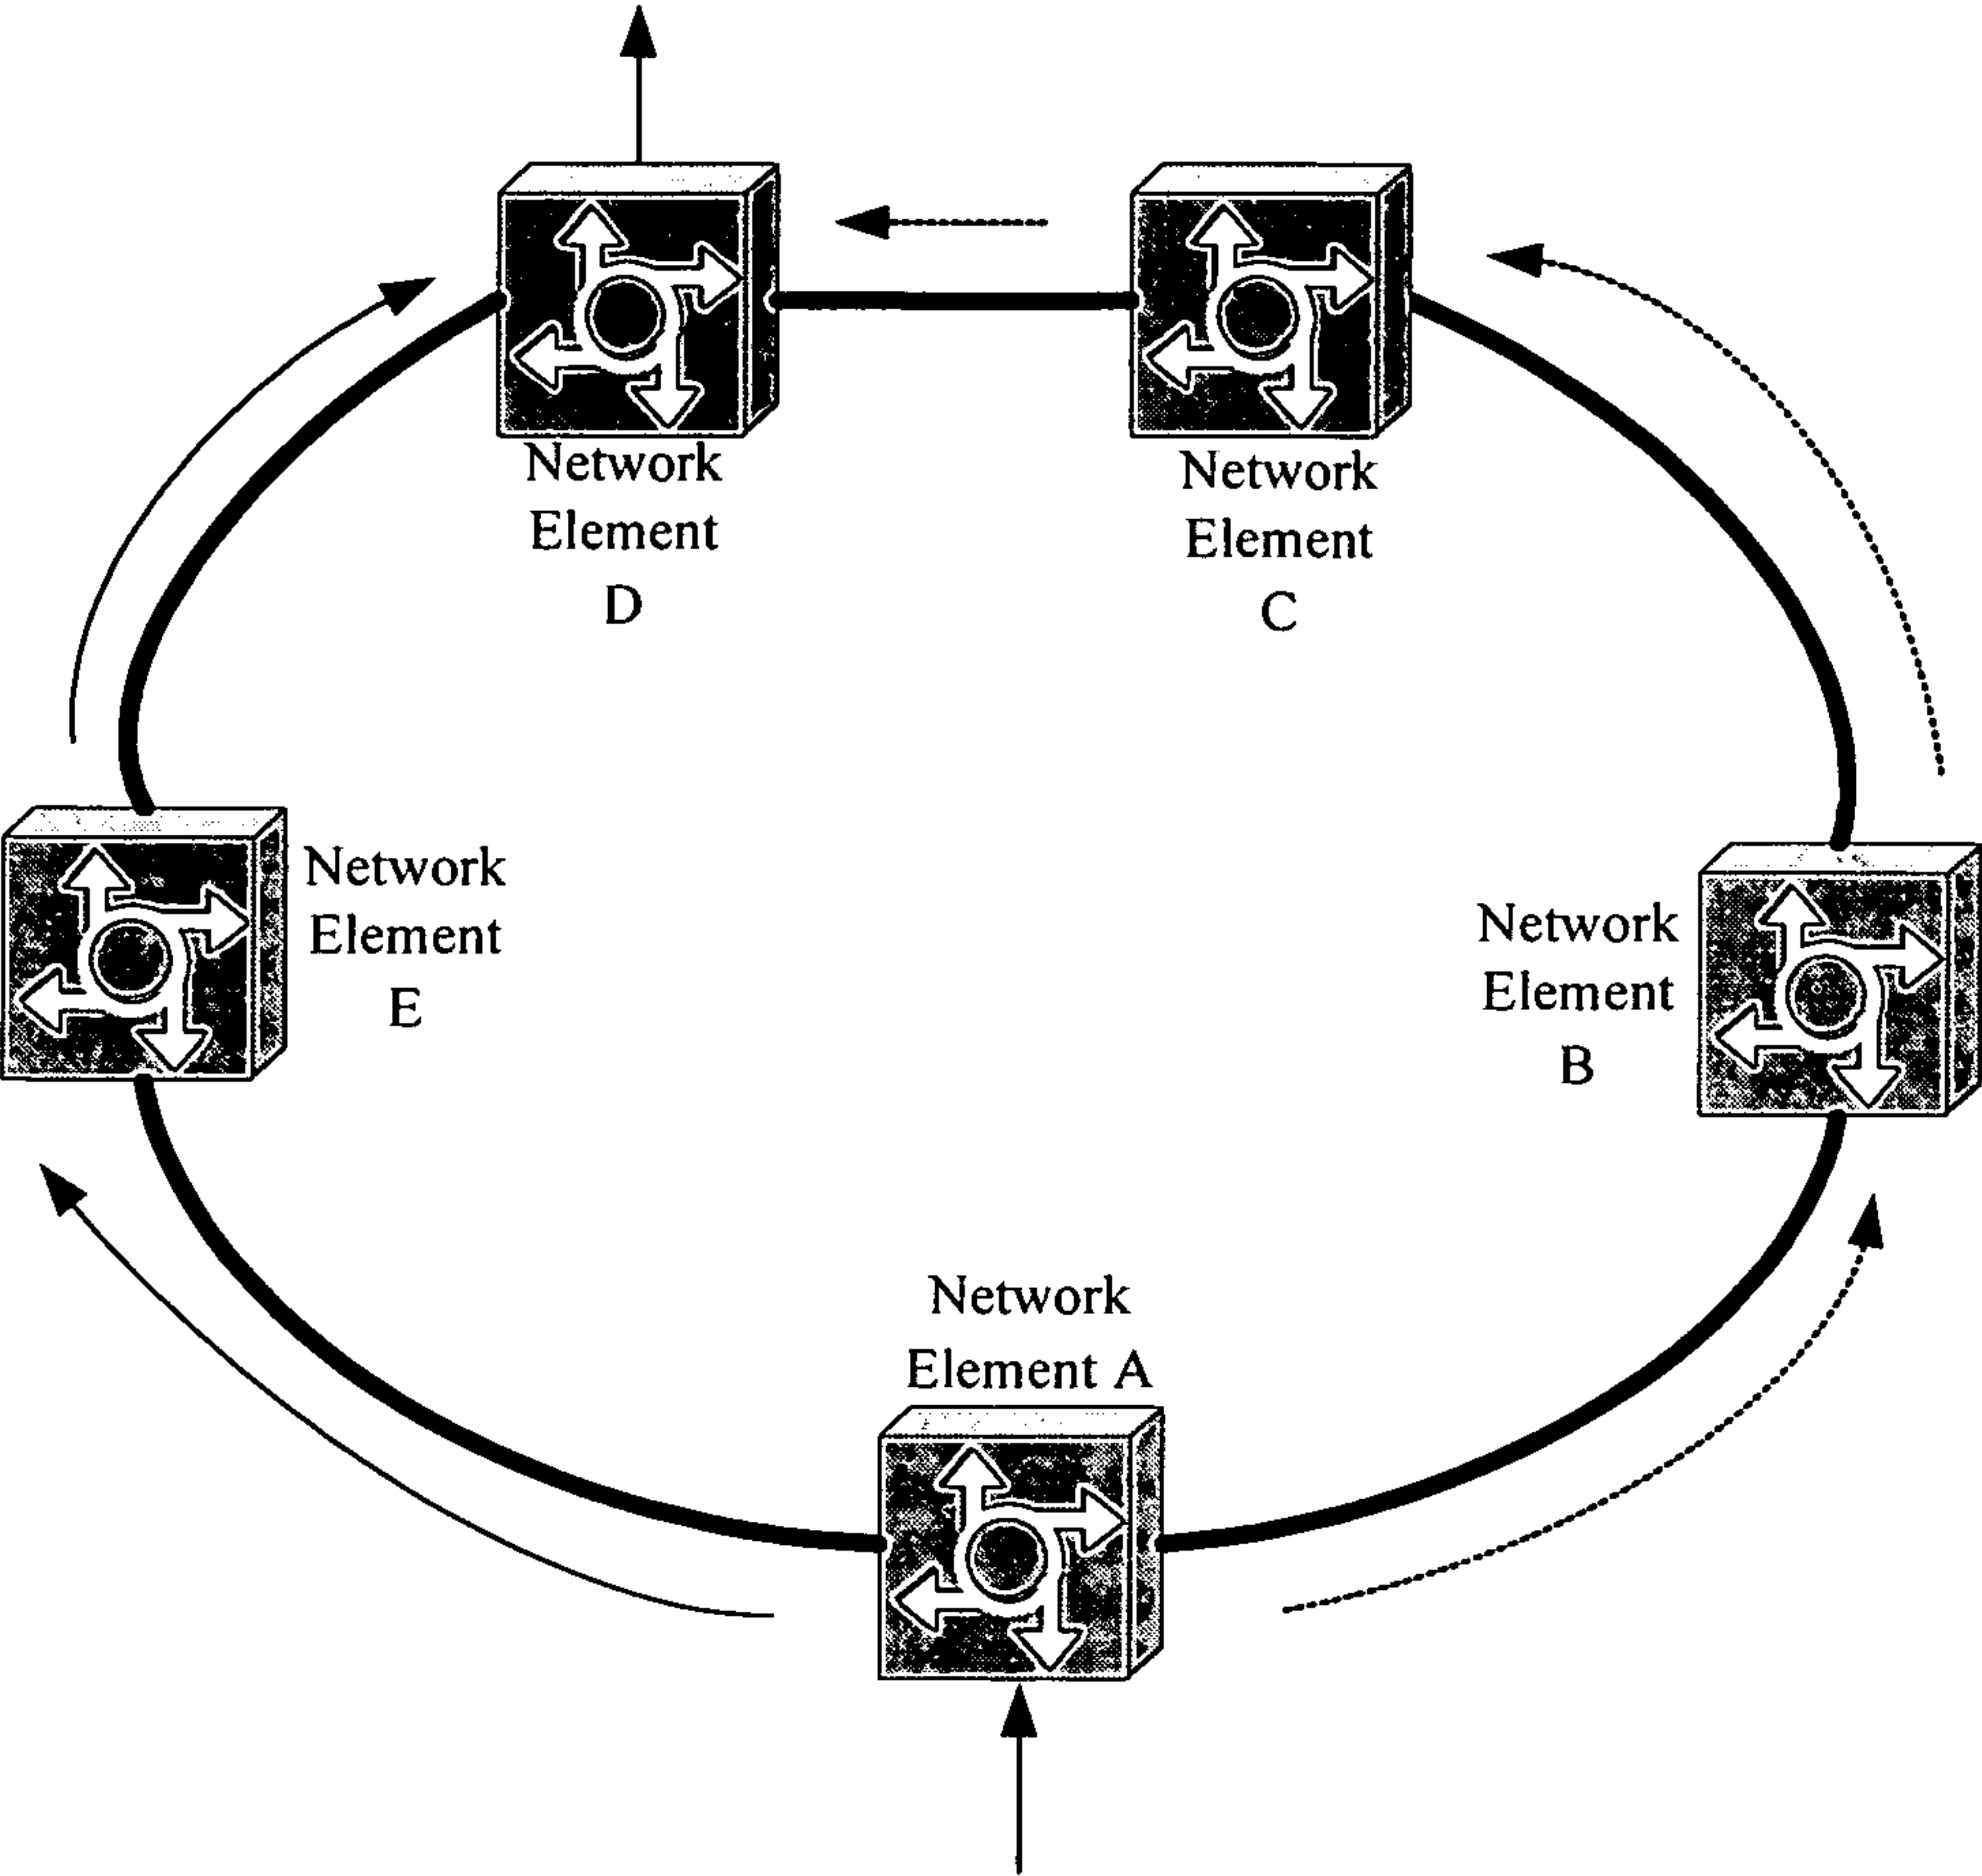 Network
Element
D
Network
Element
C
Network
Element
E
Network
Element
B
Network
Element A